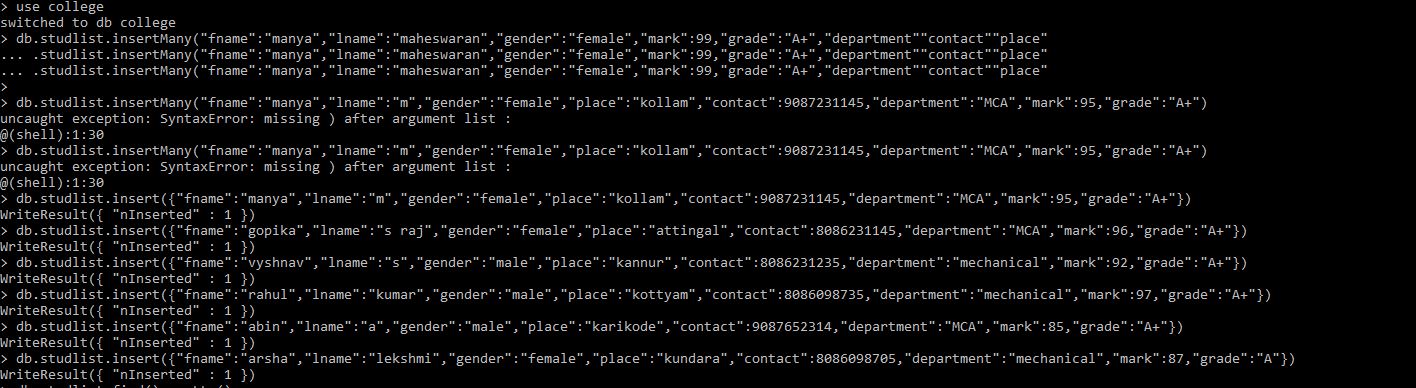 > use college
switched to db college
> db.studlist.insertMany("fname":"manya","lname":"maheswaran","gender":"female","mark":99,"grade":"A+","department""contact""place"
... .studlist.insertMany("fname":"manya","lname":"maheswaran","gender":"female","mark":99,"grade":"A+","department""contact""place"
... .studlist.insertMany("fname":"manya","lname":"maheswaran","gender":"female","mark":99,"grade":"A+","department""contact""place"
>
> db.studlist.insertMany("fname":"manya","lname":"m","gender":"female","place":"kollam","contact":9087231145,"department":"MCA","mark":95,"grade":"A+")
uncaught exception: SyntaxError: missing ) after argument list :
@(shell):1:30
> db.studlist.insertMany("fname":"manya","lname":"m","gender":"female","place":"kollam","contact":9087231145,"department":"MCA","mark":95,"grade":"A+")
uncaught exception: SyntaxError: missing ) after argument list :
@(shell):1:30
> db.studlist.insert({"fname":"manya","lname":"m","gender":"female","place":"kollam","contact":9087231145,"department":"MCA","mark":95,"grade":"A+"})
WriteResult({ "nInserted" : 1 })
> db.studlist.insert({"fname":"gopika","lname":"s raj","gender":"female","place":"attingal","contact":8086231145,"department":"MCA","mark":96,"grade":"A+"})
WriteResult({ "nInserted" : 1 })
> db.studlist.insert({"fname":"vyshnav","lname":"s","gender":"male","place":"kannur","contact":8086231235,"department":"mechanical","mark":92,"grade":"A+"})
WriteResult({ "nInserted" : 1 })
> db.studlist.insert({"fname":"rahul","lname":"kumar","gender":"male","place":"kottyam","contact":8086098735,"department":"mechanical","mark":97,"grade":"A+"})
WriteResult({ "nInserted" : 1 })
> db.studlist.insert({"fname":"abin","lname":"a","gender":"male","place":"karikode","contact":9087652314,"department":"MCA","mark":85,"grade":"A+"})
WriteResult({ "nInserted" : 1 })
> db.studlist.insert({"fname":"arsha","lname":"lekshmi","gender":"female","place":"kundara","contact":8086098705,"department":"mechanical","mark":87,"grade":"A"})
WriteResult({ "nInserted" : 1 })